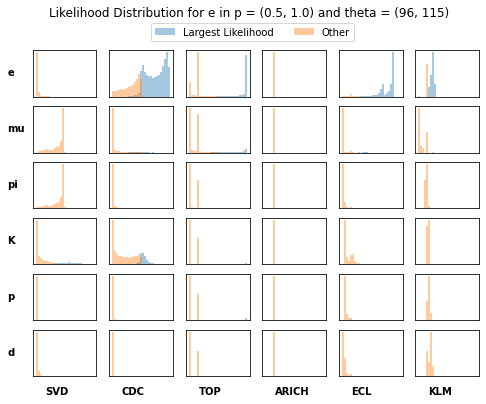 Likelihood Distribution for e in p = (0.5, 1.0) and theta = (96, 115)
Largest Likelihood Other
e
mu
pi
K
p
d
SVD CDC TOP ARICH ECL KLM